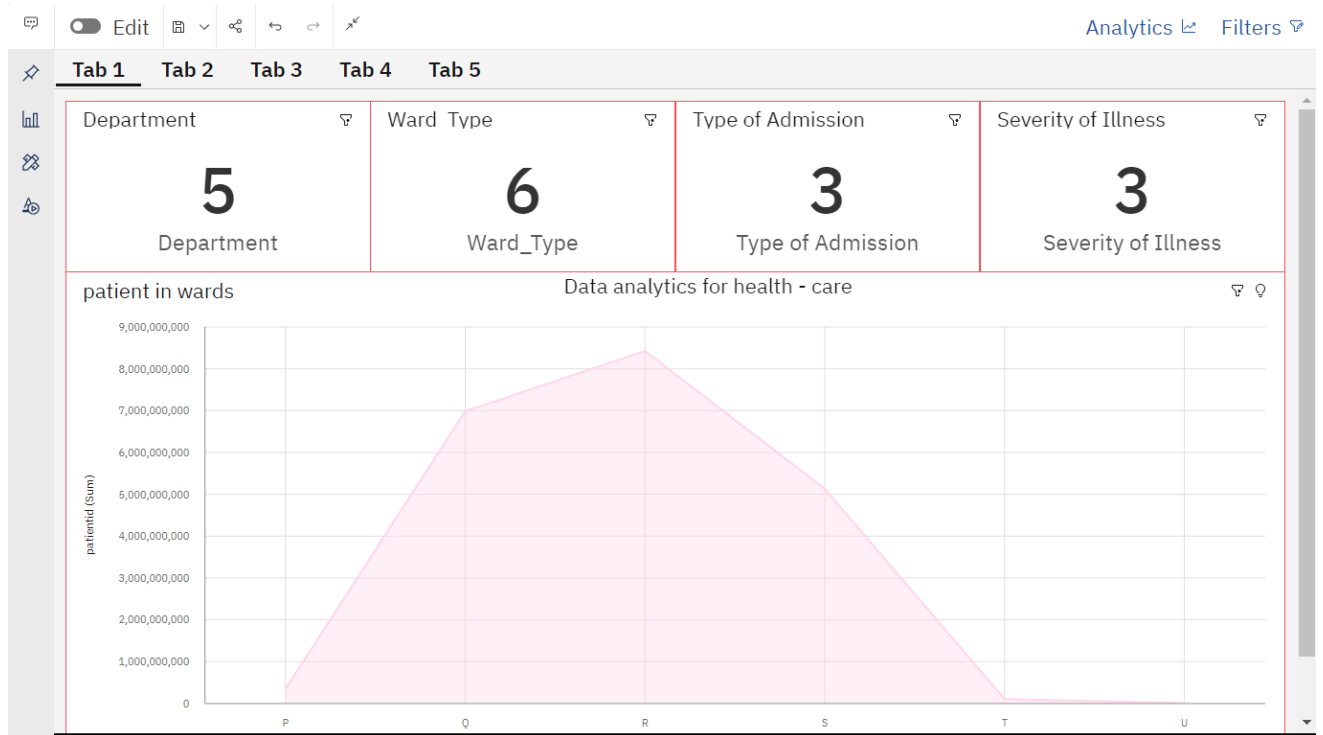 Edit
Analytics
Filters
Tab 1 Tab 2 Tab 3 Tab 4 Tab 5
Department
5
Department
Ward_Type
6
Ward_Type
Type of Admission
3
Type of Admission
Severity of Illness
3
Severity of Illness
patient in wards
Data analytics for health - care
patientid (Sum)
9,000,000,000
8,000,000,000
7,000,000,000
6,000,000,000
5,000,000,000
4,000,000,000
3,000,000,000
2,000,000,000
1,000,000,000
0
P Q R S T U